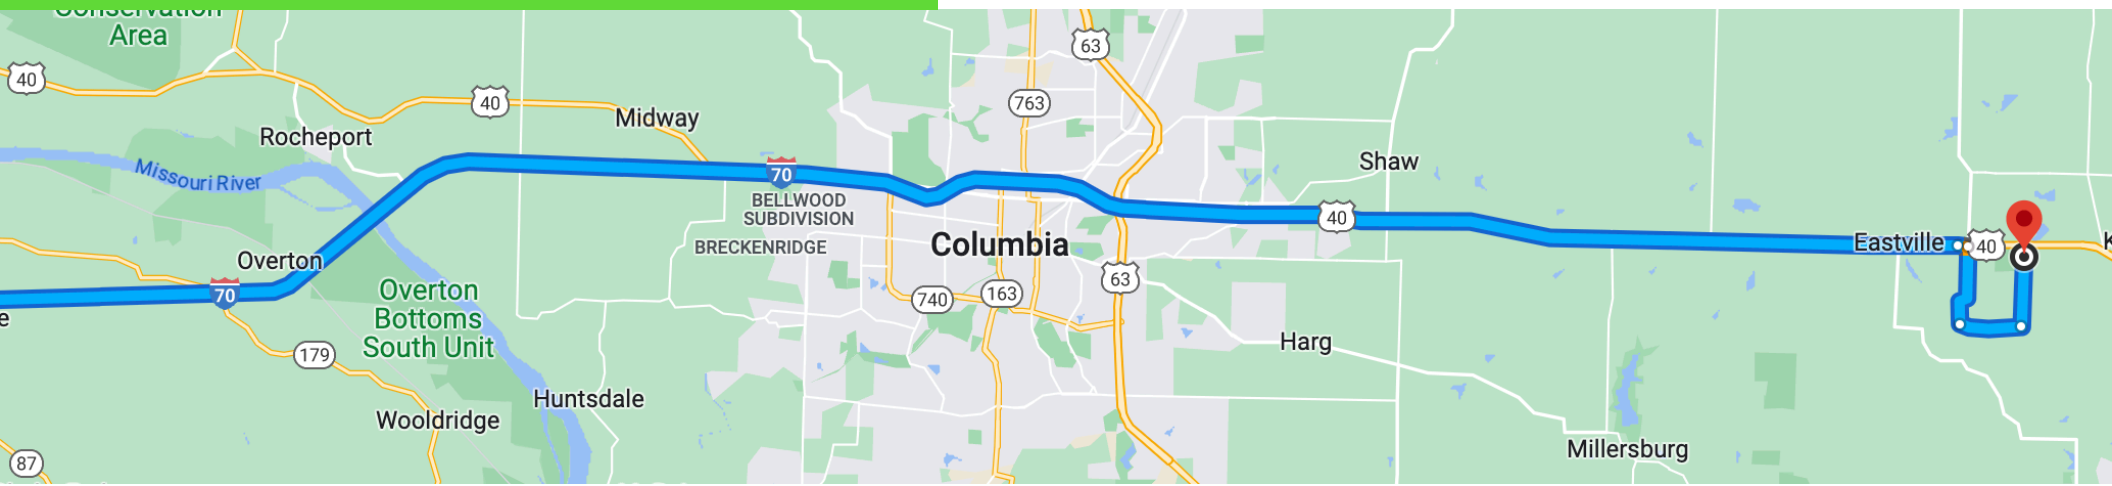 Conservation
Area
63
40
40
763
Midway
Rocheport
Shaw
Missouri River
70
BELLWOOD
SUBDIVISION
40
BRECKENRIDGE
Columbia
Eastville
40
K
Overton
70
Overton
Bottoms
South Unit
740
163
63
e
179
Harg
Huntsdale
Wooldridge
Millersburg
87